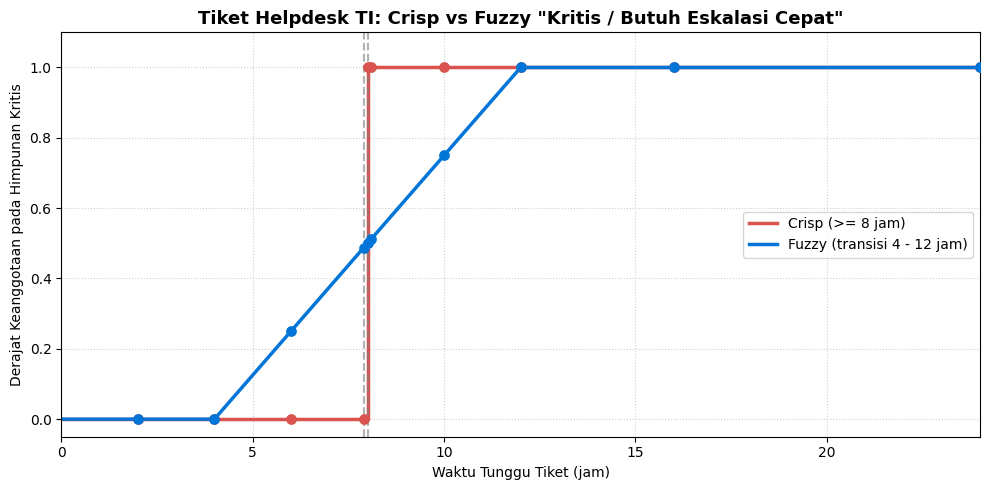 Tiket Helpdesk TI: Crisp vs Fuzzy "Kritis / Butuh Eskalasi Cepat"
Derajat Keanggotaan pada Himpunan Kritis
1.0
0.8
0.6
0.4
0.2
0.0
Crisp (>= 8 jam)
Fuzzy (transisi 4 - 12 jam)
0
5
10
15
20
Waktu Tunggu Tiket (jam)